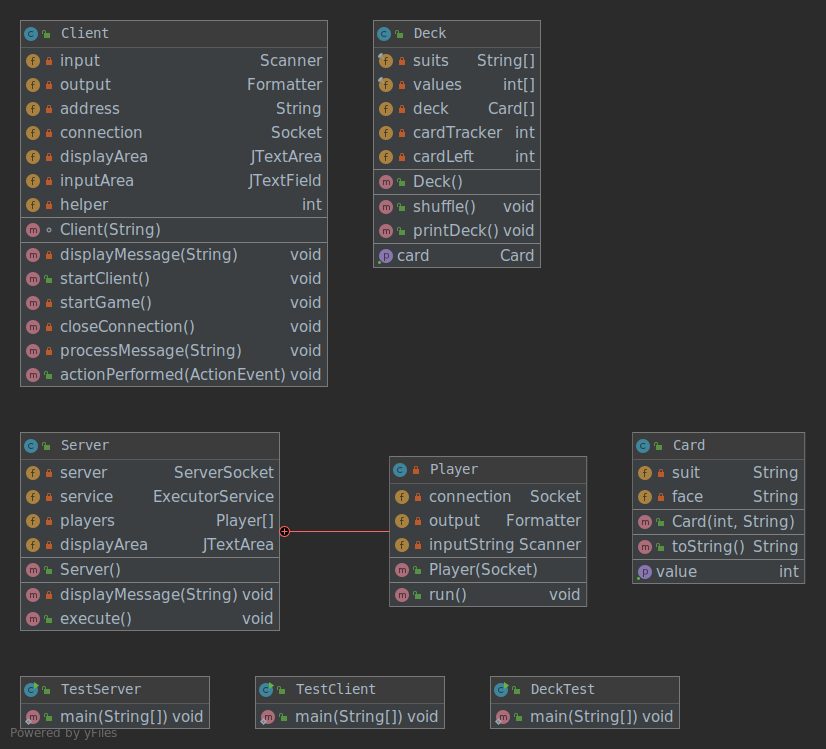 Client
input Scanner
output Formatter
address String
connection Socket
displayArea JTextArea
inputArea JTextField
helper int
Client(String)
displayMessage(String) void
startClient() void
startGame() void
closeConnection() void
processMessage(String) void
actionPerformed(ActionEvent) void
Deck
suits String[]
values int[]
deck Card[]
cardTracker int
cardLeft int
Deck()
shuffle() void
printDeck() void
card Card
Server
server ServerSocket
service ExecutorService
players Player[]
displayArea JTextArea
Server()
displayMessage(String) void
execute() void
Player
connection Socket
output Formatter
inputString Scanner
Player(Socket)
run() void
Card
suit String
face String
Card(int, String)
toString() String
value int
TestServer
main(String[]) void
TestClient
main(String[]) void
DeckTest
main(String[]) void
Powered by yFiles